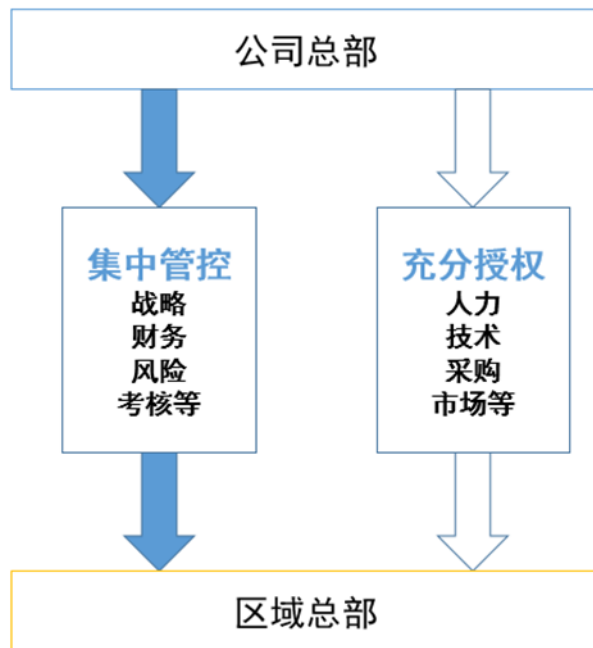 公司总部
集中管控
战略
财务
风险
考核等
充分授权
人力
技术
采购
市场等
区域总部